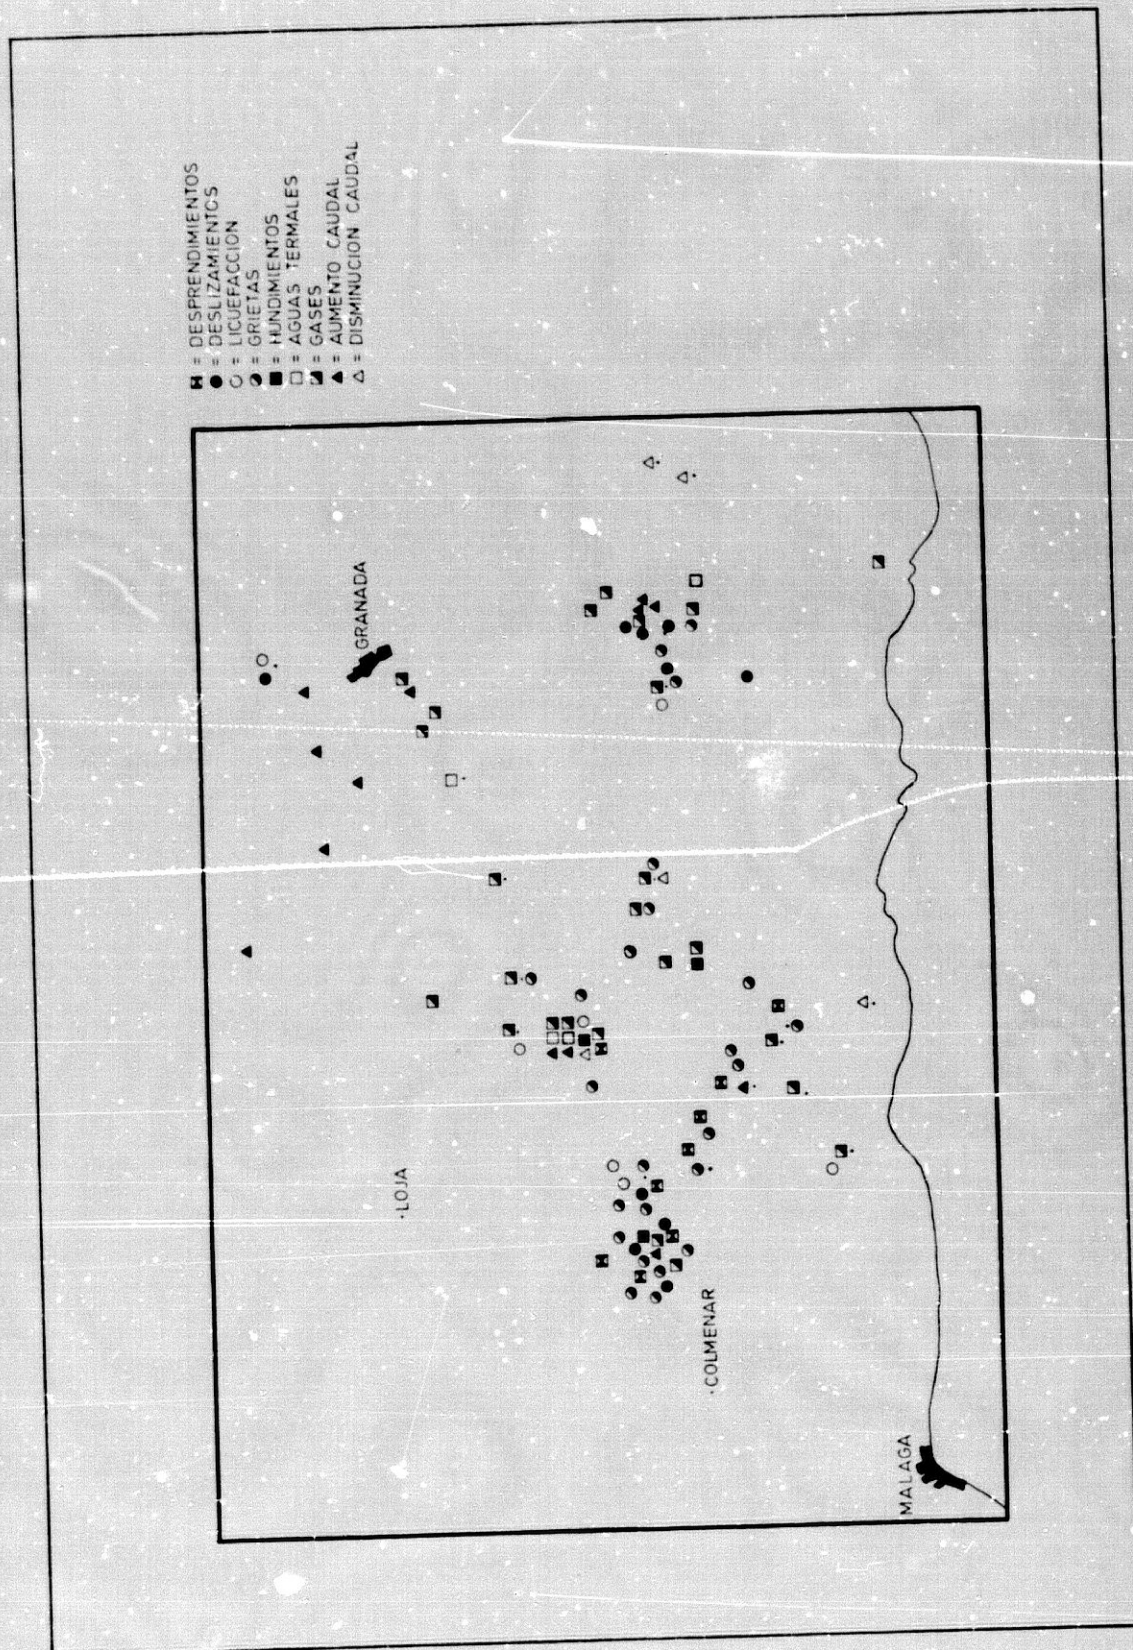 = DESPRENDIMIENTOS
= DESLIZAMIENTOS
= LICUEFACCION
= GRIETAS
= HUNDIMIENTOS
= AGUAS TERMALES
= GASES
= AUMENTO CAUDAL
= DISMINUCION CAUDAL
GRANADA
.LOJA
.COLMENAR
MALAGA